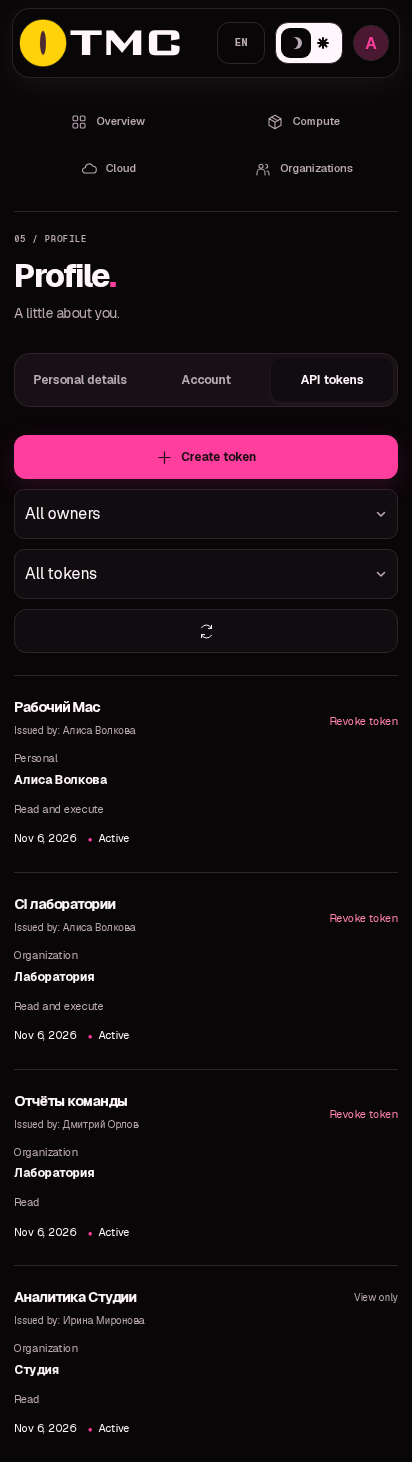 TMC
EN
A
Overview
Compute
Cloud
Organizations
05 / PROFILE
Profile.
A little about you.
Personal details
Account
API tokens
Create token
All owners
All tokens
Рабочий Mac
Issued by: Алиса Волкова
Revoke token
Personal
Алиса Волкова
Read and execute
Nov 6, 2026
Active
CI лаборатории
Issued by: Алиса Волкова
Revoke token
Organization
Лаборатория
Read and execute
Nov 6, 2026
Active
Отчёты команды
Issued by: Дмитрий Орлов
Revoke token
Organization
Лаборатория
Read
Nov 6, 2026
Active
Аналитика Студии
Issued by: Ирина Миронова
View only
Organization
Студия
Read
Nov 6, 2026
Active